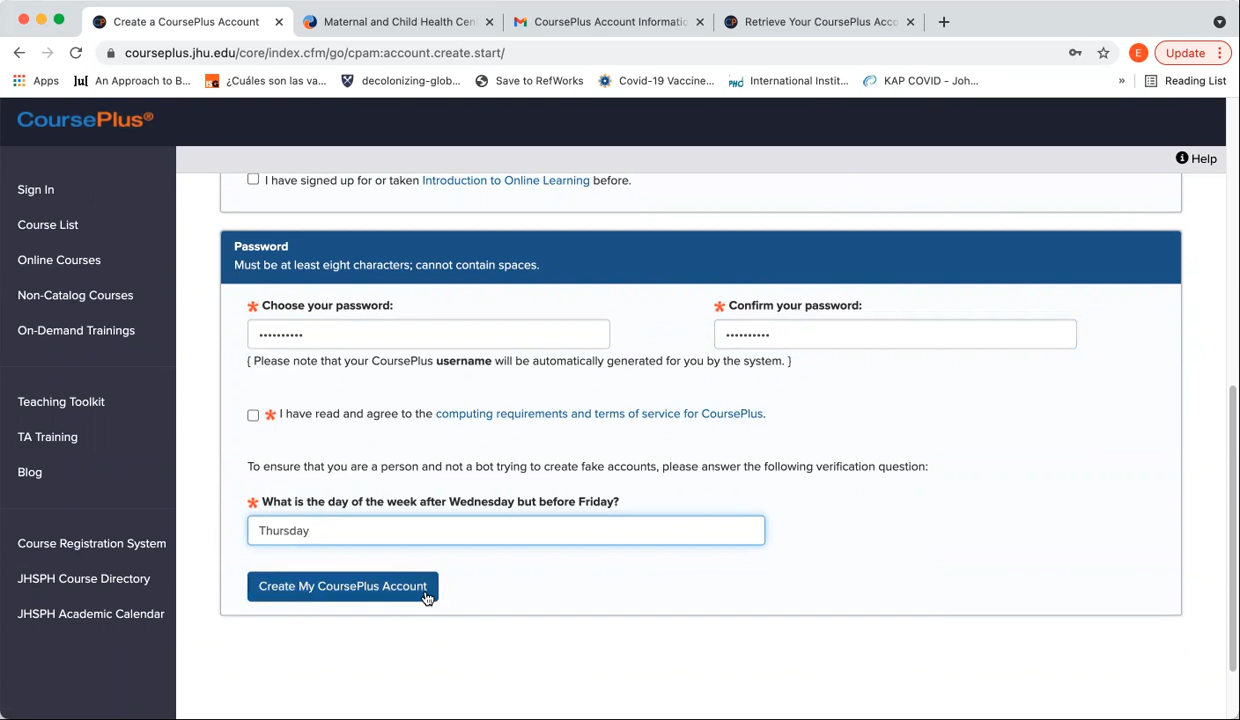 Create a CoursePlus Account
Maternal and Child Health Cen
CoursePlus Account Informatio
Retrieve Your CoursePlus Acco
courseplus.jhu.edu/core/index.cfm/go/cpam:account.create.start/
E
Update
Apps
An Approach to B...
¿Cuáles son las va...
decolonizing-glob...
Save to RefWorks
Covid-19 Vaccine...
PHC International Instit...
KAP COVID - Joh...
»
Reading List
CoursePlus®
Help
Sign In
Course List
Online Courses
Non-Catalog Courses
On-Demand Trainings
Teaching Toolkit
TA Training
Blog
Course Registration System
JHSPH Course Directory
JHSPH Academic Calendar
I have signed up for or taken Introduction to Online Learning before.
Password
Must be at least eight characters; cannot contain spaces.
* Choose your password:
* Confirm your password:
••••••••••
••••••••••
{ Please note that your CoursePlus username will be automatically generated for you by the system. }
* I have read and agree to the computing requirements and terms of service for CoursePlus.
To ensure that you are a person and not a bot trying to create fake accounts, please answer the following verification question:
* What is the day of the week after Wednesday but before Friday?
Thursday
Create My CoursePlus Account